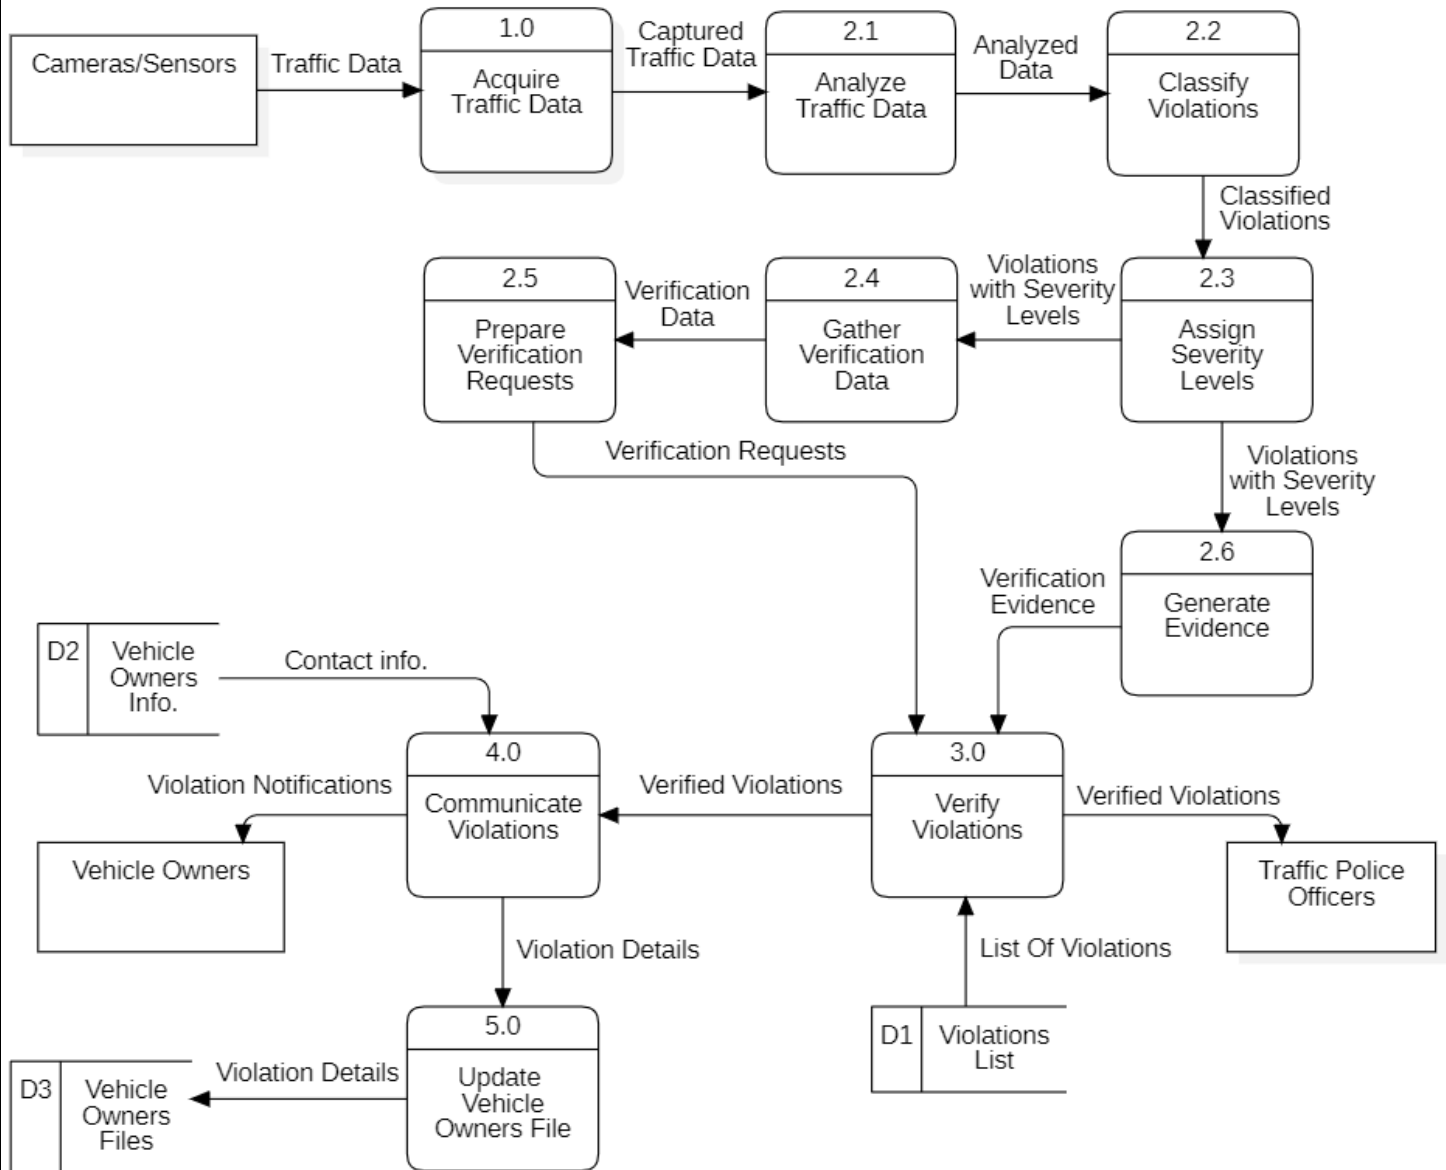 Cameras/Sensors
Traffic Data
1.0
Acquire
Traffic Data
Captured
Traffic Data
2.1
Analyze
Traffic Data
Analyzed
Data
2.2
Classify
Violations
Classified
Violations
2.3
Assign
Severity
Levels
Violations
with Severity
Levels
2.4
Gather
Verification
Data
Verification
Data
2.5
Prepare
Verification
Requests
Verification Requests
Violations
with Severity
Levels
2.6
Generate
Evidence
Verification
Evidence
D2
Vehicle
Owners
Info.
Contact info.
4.0
Communicate
Violations
Violation Notifications
Vehicle Owners
Verified Violations
3.0
Verify
Violations
Verified Violations
Traffic Police
Officers
Violation Details
List Of Violations
D1
Violations
List
5.0
Update
Vehicle
Owners File
Violation Details
D3
Vehicle
Owners
Files